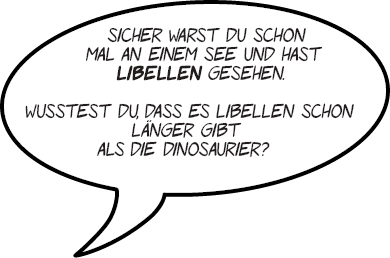 SICHER WARST DU SCHON
MAL AN EINEM SEE UND HAST
LIBELLEN GESEHEN.
WUSSTEST DU, DASS ES LIBELLEN SCHON
LÄNGER GIBT
ALS DIE DINOSAURIER?